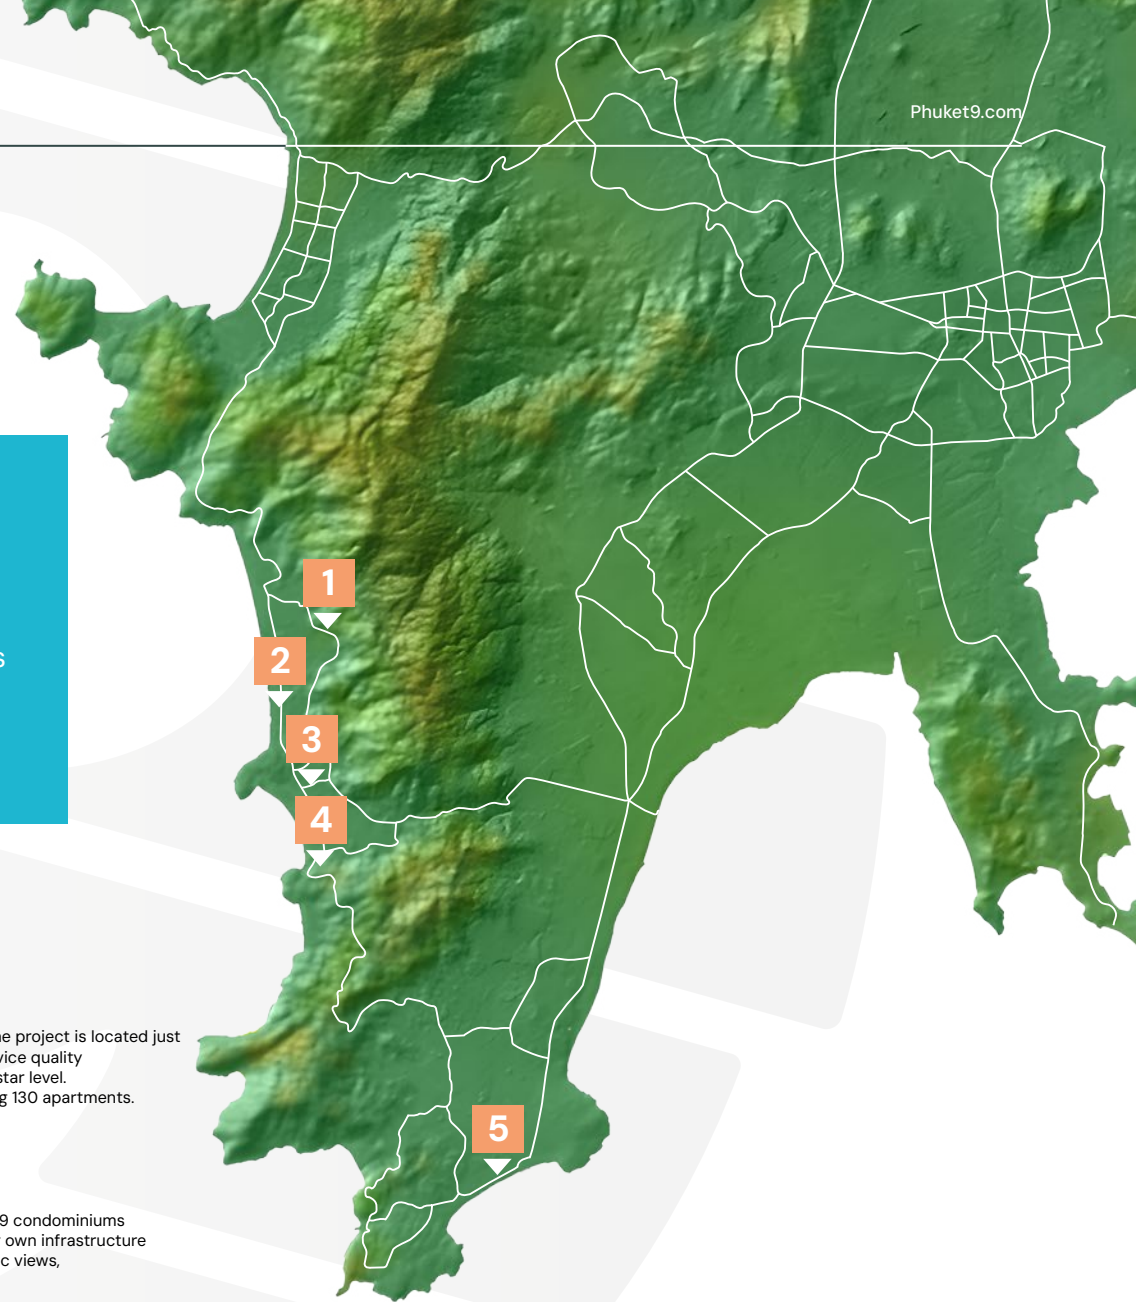 Phuket9.com
1
2
s
3
4
e project is located just
vice quality
star level.
g 130 apartments.
5
9 condominiums
own infrastructure
c views,